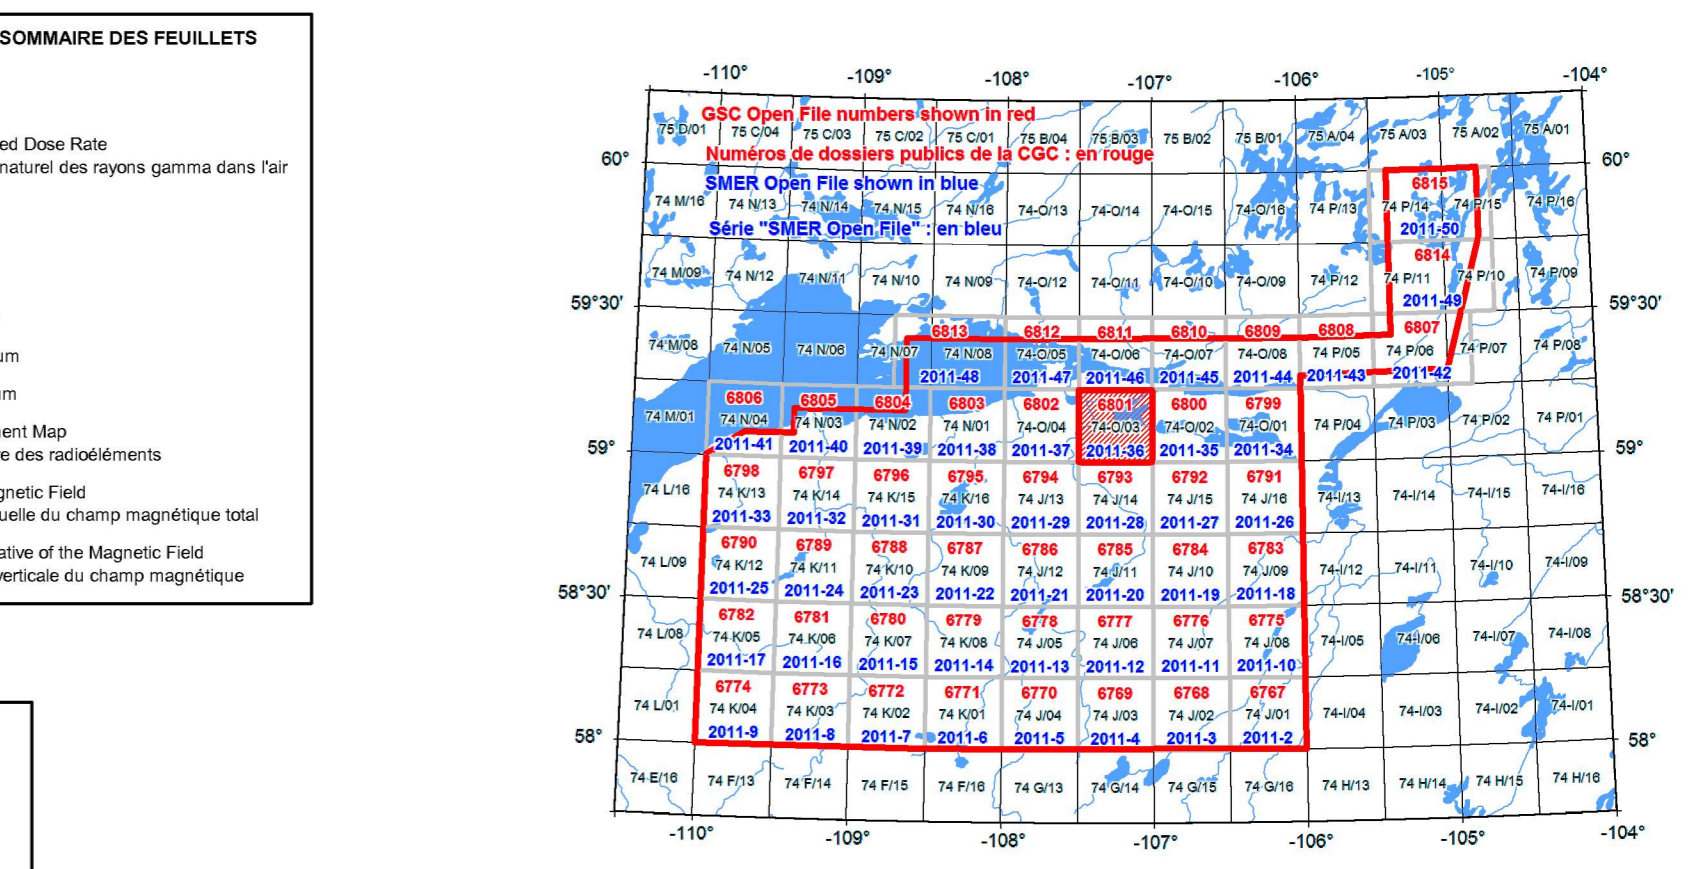 SOMMAIRE DES FEUILLETS
ed Dose Rate
naturel des rayons gamma dans l'air
um
um
nent Map
re des radioéléments
gnetic Field
uelle du champ magnétique total
ative of the Magnetic Field
verticale du champ magnétique
-110° -109° -108° -107° -106° -105° -104°
GSC Open File numbers shown in red
75 D/01 75 C/04 75 C/03 75 C/02 75 C/01 75 B/04 75 B/03 75 B/02 75 B/01 75 A/04 75 A/03 75 A/02 75 A/01
Numéros de dossiers publics de la CGC : en rouge
60° 60°
SMER Open File shown in blue
6815
74 M/16 74 N/13 74 N/14 74 N/15 74 N/16 74-O/13 74-O/14 74-O/15 74-O/16 74 P/13 74 P/14 74 P/15 74 P/16
Série "SMER Open File" : en bleu
2011-50
6814
74 M/09 74 N/12 74 N/11 74 N/10 74 N/09 74-O/12 74-O/11 74-O/10 74-O/09 74 P/12 74 P/11 74 P/10 74 P/09
2011-49
59°30' 59°30'
6813 6812 6811 6810 6809 6808 6807
74 M/08 74 N/05 74 N/06 74 N/07 74 N/08 74-O/05 74-O/06 74-O/07 74-O/08 74 P/05 74 P/06 74 P/07 74 P/08
2011-48 2011-47 2011-46 2011-45 2011-44 2011-43 2011-42
6806 6805 6804 6803 6802 6801 6800 6799
74 M/01 74 N/04 74 N/03 74 N/02 74 N/01 74-O/04 74-O/03 74-O/02 74-O/01 74 P/04 74 P/03 74 P/02 74 P/01
2011-41 2011-40 2011-39 2011-38 2011-37 2011-36 2011-35 2011-34
59° 59°
6798 6797 6796 6795 6794 6793 6792 6791
74 L/16 74 K/13 74 K/14 74 K/15 74 K/16 74 J/13 74 J/14 74 J/15 74 J/16 74-I/13 74-I/14 74-I/15 74-I/16
2011-33 2011-32 2011-31 2011-30 2011-29 2011-28 2011-27 2011-26
6790 6789 6788 6787 6786 6785 6784 6783
74 L/09 74 K/12 74 K/11 74 K/10 74 K/09 74 J/12 74 J/11 74 J/10 74 J/09 74-I/12 74-I/11 74-I/10 74-I/09
2011-25 2011-24 2011-23 2011-22 2011-21 2011-20 2011-19 2011-18
58°30' 58°30'
6782 6781 6780 6779 6778 6777 6776 6775
74 L/08 74 K/05 74 K/06 74 K/07 74 K/08 74 J/05 74 J/06 74 J/07 74 J/08 74-I/05 74-I/06 74-I/07 74-I/08
2011-17 2011-16 2011-15 2011-14 2011-13 2011-12 2011-11 2011-10
6774 6773 6772 6771 6770 6769 6768 6767
74 L/01 74 K/04 74 K/03 74 K/02 74 K/01 74 J/04 74 J/03 74 J/02 74 J/01 74-I/04 74-I/03 74-I/02 74-I/01
2011-9 2011-8 2011-7 2011-6 2011-5 2011-4 2011-3 2011-2
58° 58°
74 E/16 74 F/13 74 F/14 74 F/15 74 F/16 74 G/13 74 G/14 74 G/15 74 G/16 74 H/13 74 H/14 74 H/15 74 H/16
-110° -109° -108° -107° -106° -105° -104°